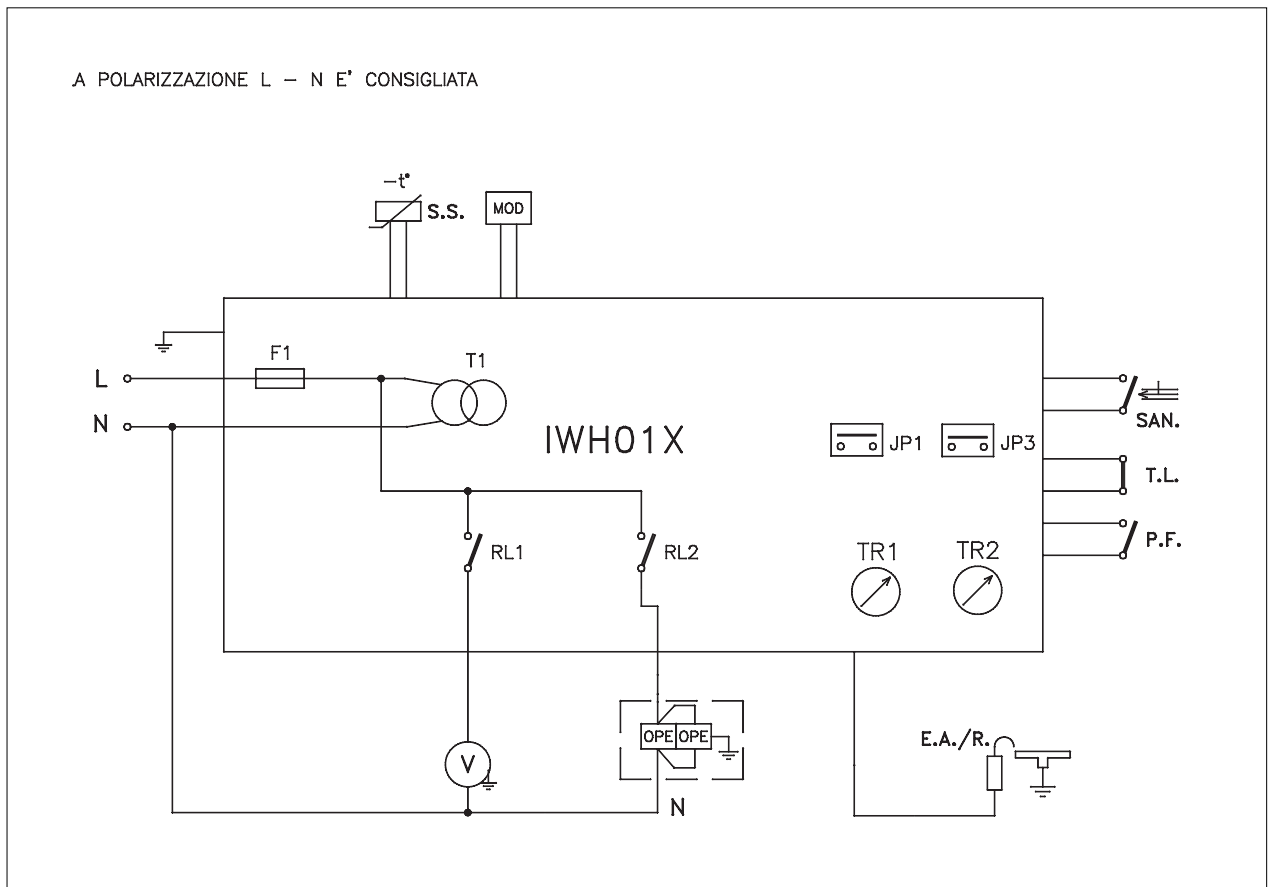 A POLARIZZAZIONE L – N E' CONSIGLIATA
–t°
S.S.
MOD
F1
T1
L
N
IWH01X
JP1
JP3
SAN.
T.L.
P.F.
RL1
RL2
TR1
TR2
OPE
OPE
E.A./R.
V
N